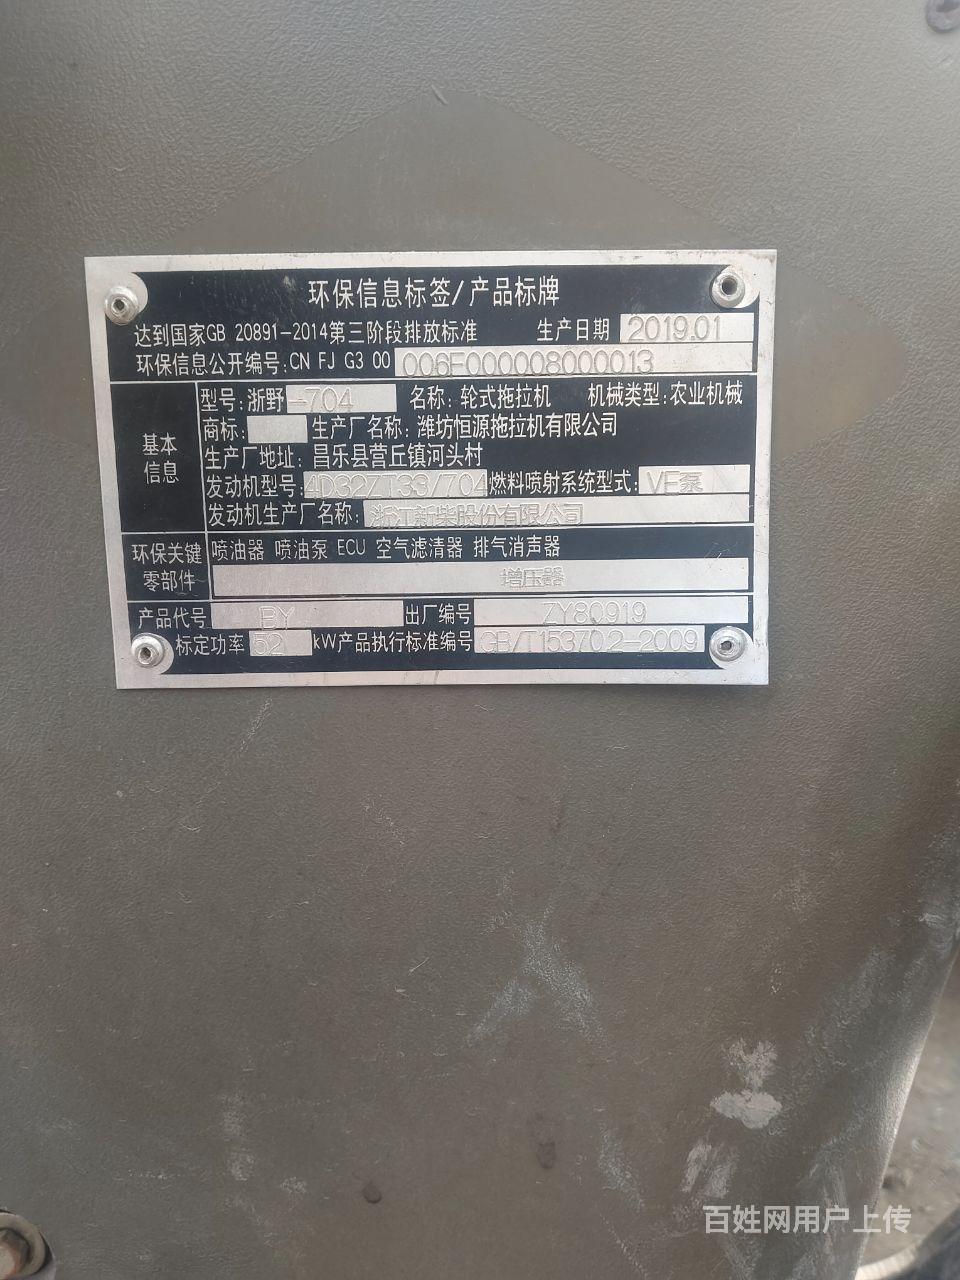 环保信息标签/产品标牌
达到国家GB 20891-2014第三阶段排放标准 生产日期 2019.01
环保信息公开编号:CN FJ G3 00 006F000008000013
基本信息
型号:浙野-704 名称:轮式拖拉机 机械类型:农业机械
商标: 生产厂名称:潍坊恒源拖拉机有限公司
生产厂地址:昌乐县营丘镇河头村
发动机型号:4D32ZT33/704 燃料喷射系统型式:VE泵
发动机生产厂名称:浙江新柴股份有限公司
环保关键零部件
喷油器 喷油泵 ECU 空气滤清器 排气消声器
增压器
产品代号 BY 出厂编号 ZY80919
标定功率 52 kW 产品执行标准编号 GB/T15370.2-2009
百姓网用户上传